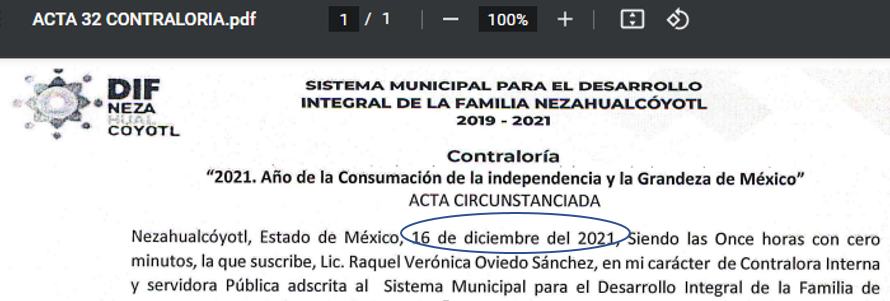 ACTA 32 CONTRALORIA.pdf 1 / 1 — 100% +
DIF
NEZA
HUAL
COYOTL
SISTEMA MUNICIPAL PARA EL DESARROLLO
INTEGRAL DE LA FAMILIA NEZAHUALCÓYOTL
2019 - 2021
Contraloría
“2021. Año de la Consumación de la independencia y la Grandeza de México”
ACTA CIRCUNSTANCIADA
Nezahualcóyotl, Estado de México, 16 de diciembre del 2021, Siendo las Once horas con cero
minutos, la que suscribe, Lic. Raquel Verónica Oviedo Sánchez, en mi carácter de Contralora Interna
y servidora Pública adscrita al Sistema Municipal para el Desarrollo Integral de la Familia de